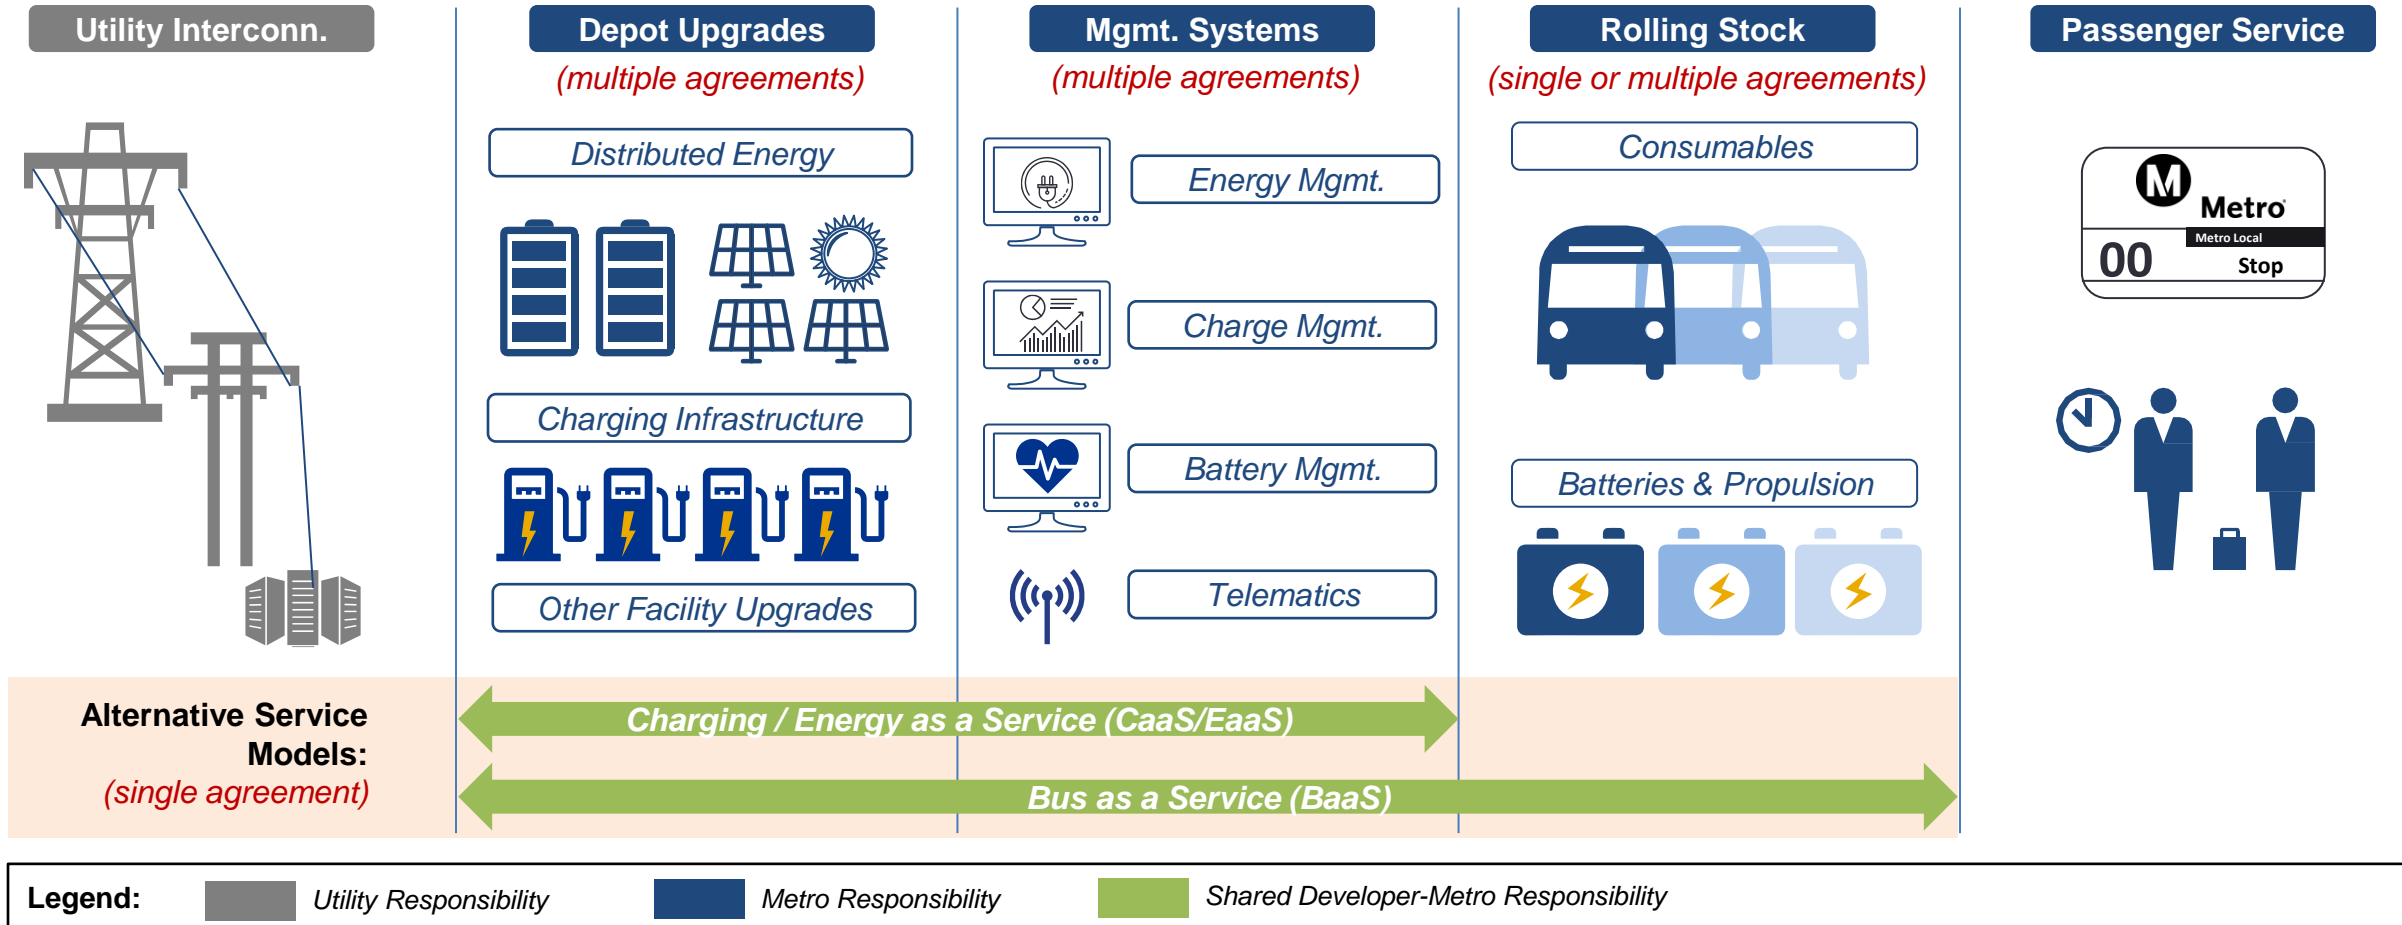 Utility Interconn.
Depot Upgrades
(multiple agreements)
Distributed Energy
Charging Infrastructure
Other Facility Upgrades
Mgmt. Systems
(multiple agreements)
Energy Mgmt.
Charge Mgmt.
Battery Mgmt.
Telematics
Rolling Stock
(single or multiple agreements)
Consumables
Batteries & Propulsion
Passenger Service
M
Metro
Metro Local
00
Stop
Alternative Service
Models:
(single agreement)
Charging / Energy as a Service (CaaS/EaaS)
Bus as a Service (BaaS)
Legend:
Utility Responsibility
Metro Responsibility
Shared Developer-Metro Responsibility